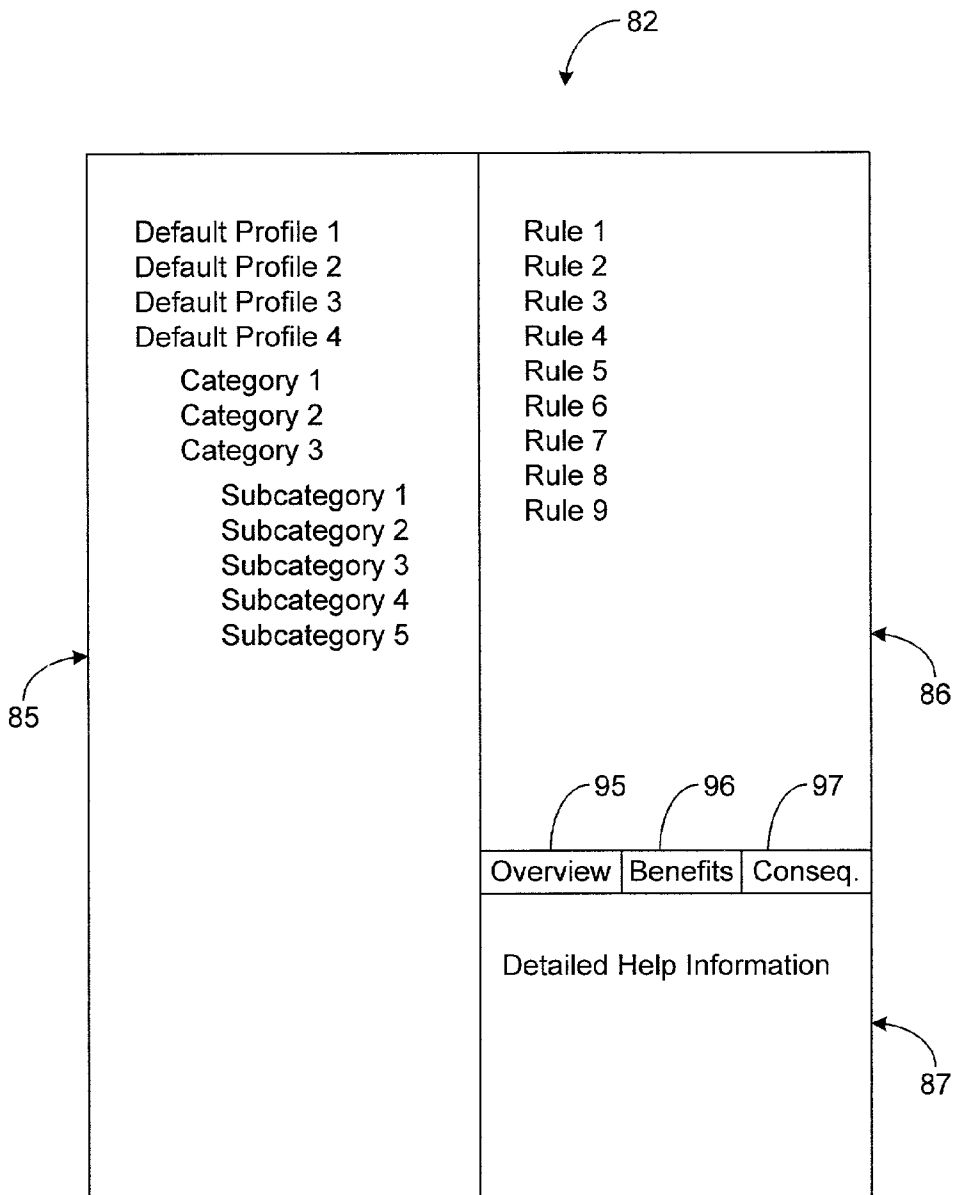 82
Default Profile 1
Default Profile 2
Default Profile 3
Default Profile 4
Category 1
Category 2
Category 3
Subcategory 1
Subcategory 2
Subcategory 3
Subcategory 4
Subcategory 5
85
Rule 1
Rule 2
Rule 3
Rule 4
Rule 5
Rule 6
Rule 7
Rule 8
Rule 9
86
95
96
97
Overview
Benefits
Conseq.
Detailed Help Information
87